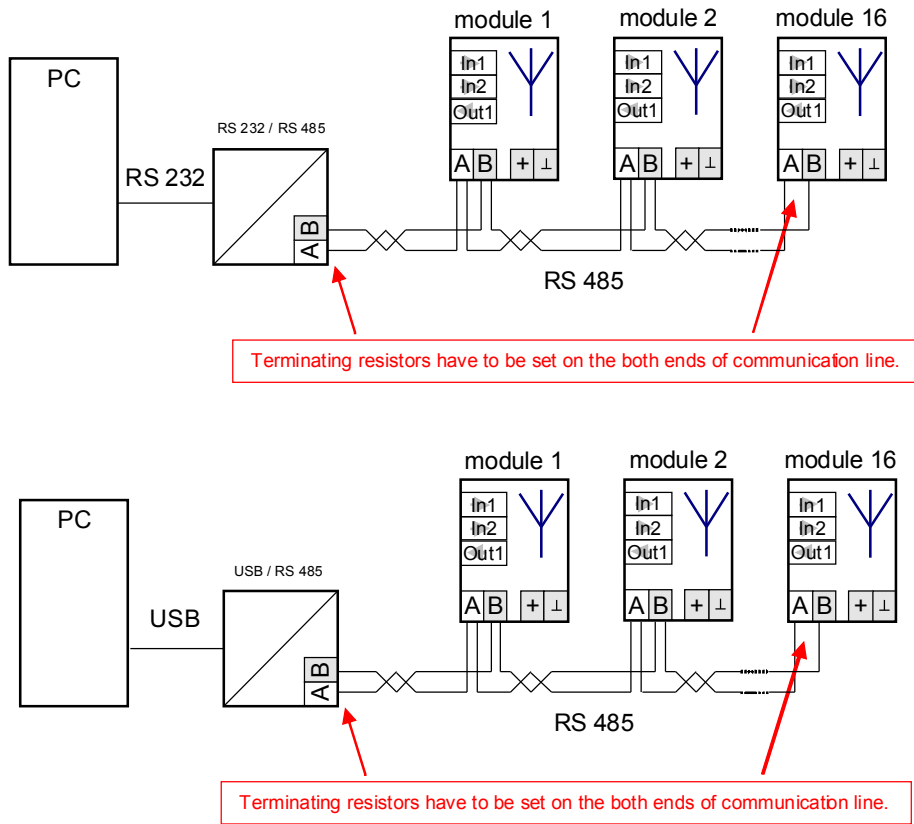 module 1
module 2
module 16
PC
In1
In2
Out1
In1
In2
Out1
In1
In2
Out1
RS 232 / RS 485
A B + ⊥
A B + ⊥
A B + ⊥
RS 232
B
A
RS 485
Terminating resistors have to be set on the both ends of communication line.
module 1
module 2
module 16
PC
In1
In2
Out1
In1
In2
Out1
In1
In2
Out1
USB / RS 485
A B + ⊥
A B + ⊥
A B + ⊥
USB
B
A
RS 485
Terminating resistors have to be set on the both ends of communication line.